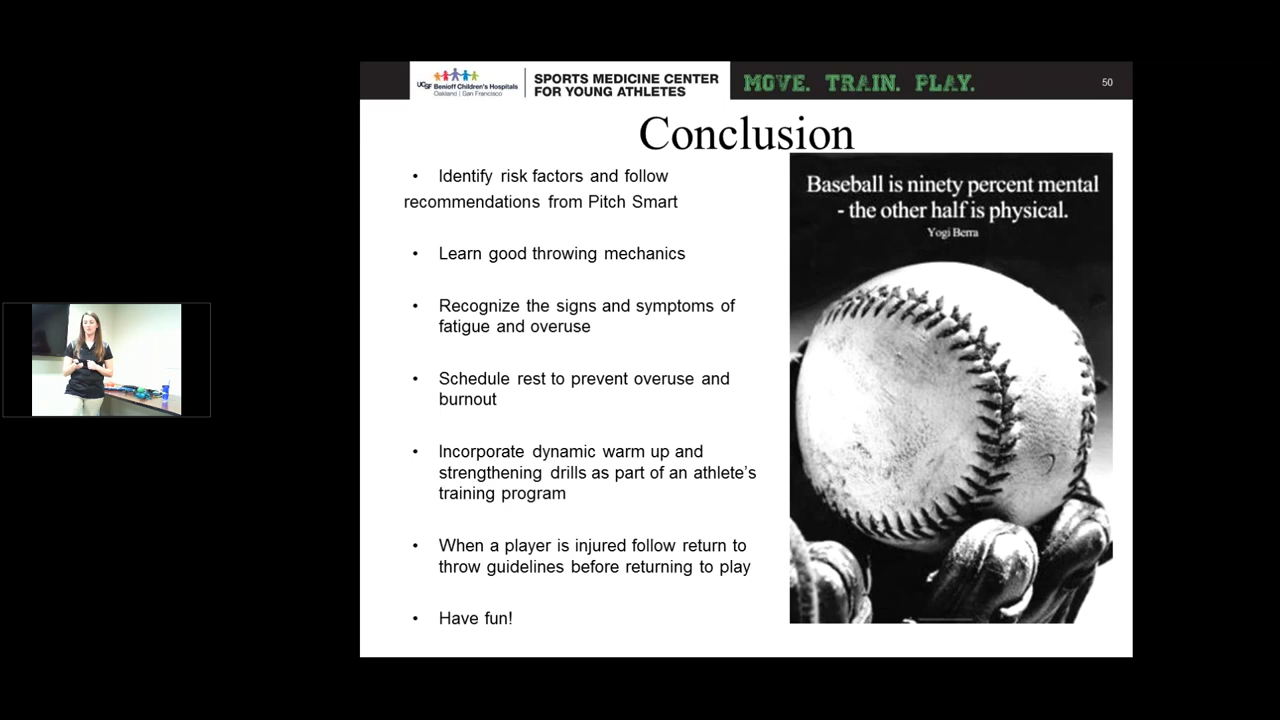 UCSF Benioff Children's Hospitals
Oakland | San Francisco
SPORTS MEDICINE CENTER
FOR YOUNG ATHLETES
MOVE. TRAIN. PLAY.
50
Conclusion
• Identify risk factors and follow
recommendations from Pitch Smart
• Learn good throwing mechanics
• Recognize the signs and symptoms of
fatigue and overuse
• Schedule rest to prevent overuse and
burnout
• Incorporate dynamic warm up and
strengthening drills as part of an athlete's
training program
• When a player is injured follow return to
throw guidelines before returning to play
• Have fun!
Baseball is ninety percent mental
- the other half is physical.
Yogi Berra